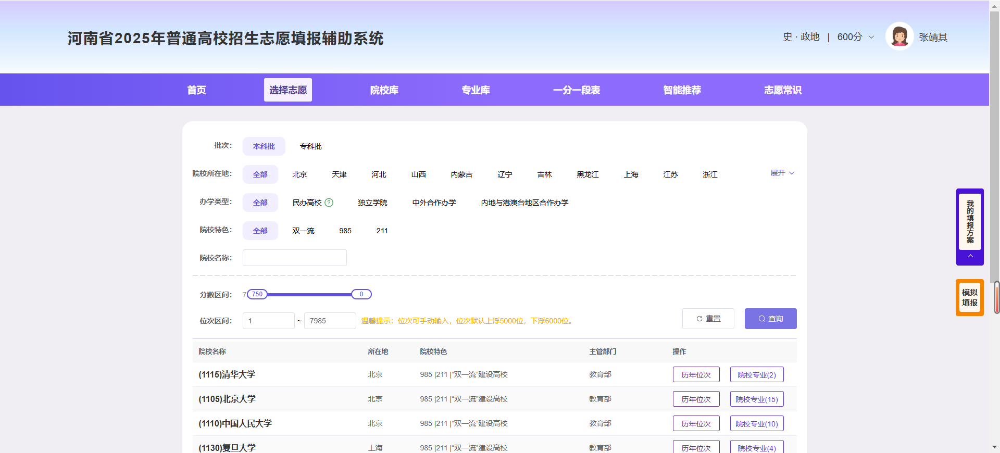 河南省2025年普通高校招生志愿填报辅助系统
史 · 政地 | 600分 张靖其
首页 选择志愿 院校库 专业库 一分一段表 智能推荐 志愿常识
批次： 本科批 专科批
院校所在地： 全部 北京 天津 河北 山西 内蒙古 辽宁 吉林 黑龙江 上海 江苏 浙江 展开
办学类型： 全部 民办高校 ? 独立学院 中外合作办学 内地与港澳台地区合作办学
院校特色： 全部 双一流 985 211
院校名称：
分数区间： 7 750 0
位次区间： 1 ~ 7985 温馨提示：位次可手动输入，位次默认上浮5000位，下浮6000位。 重置 查询
院校名称 所在地 院校特色 主管部门 操作
(1115)清华大学 北京 985 |211 |“双一流”建设高校 教育部 历年位次 院校专业(2)
(1105)北京大学 北京 985 |211 |“双一流”建设高校 教育部 历年位次 院校专业(15)
(1110)中国人民大学 北京 985 |211 |“双一流”建设高校 教育部 历年位次 院校专业(10)
(1130)复旦大学 上海 985 |211 |“双一流”建设高校 教育部 历年位次 院校专业(4)
我的填报方案
模拟
填报